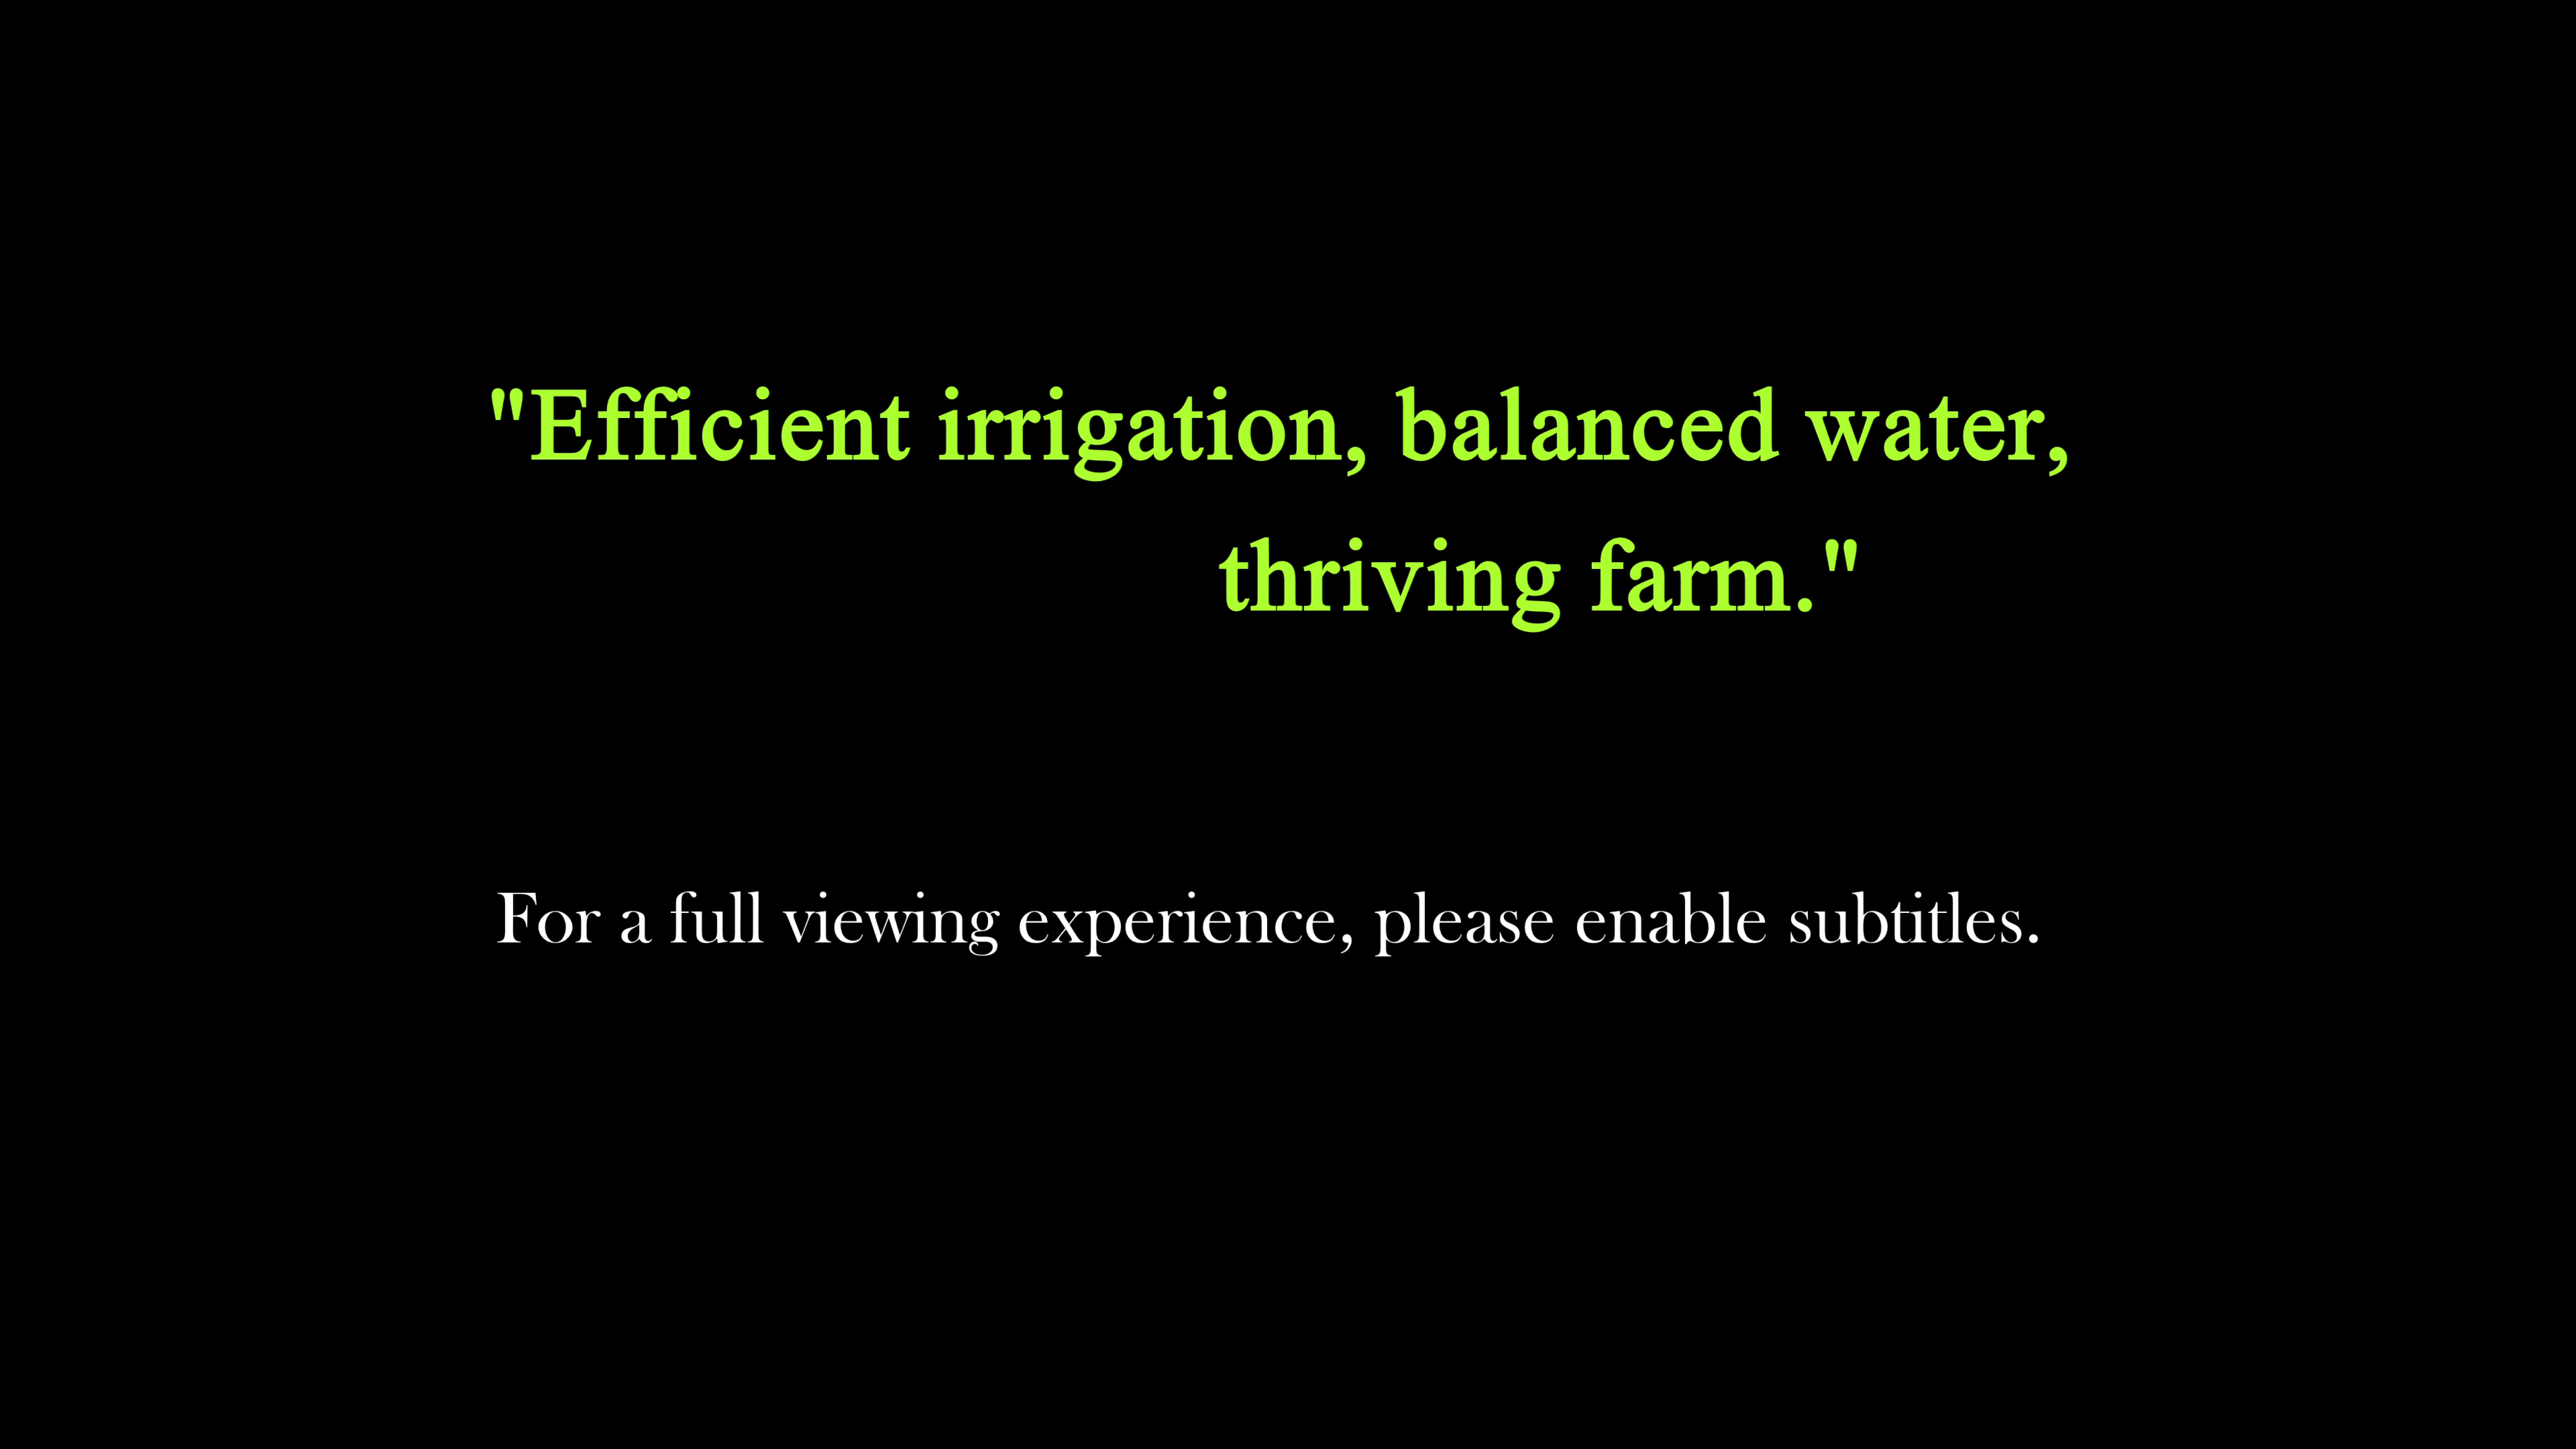 "Efficient irrigation, balanced water,
thriving farm."
For a full viewing experience, please enable subtitles.